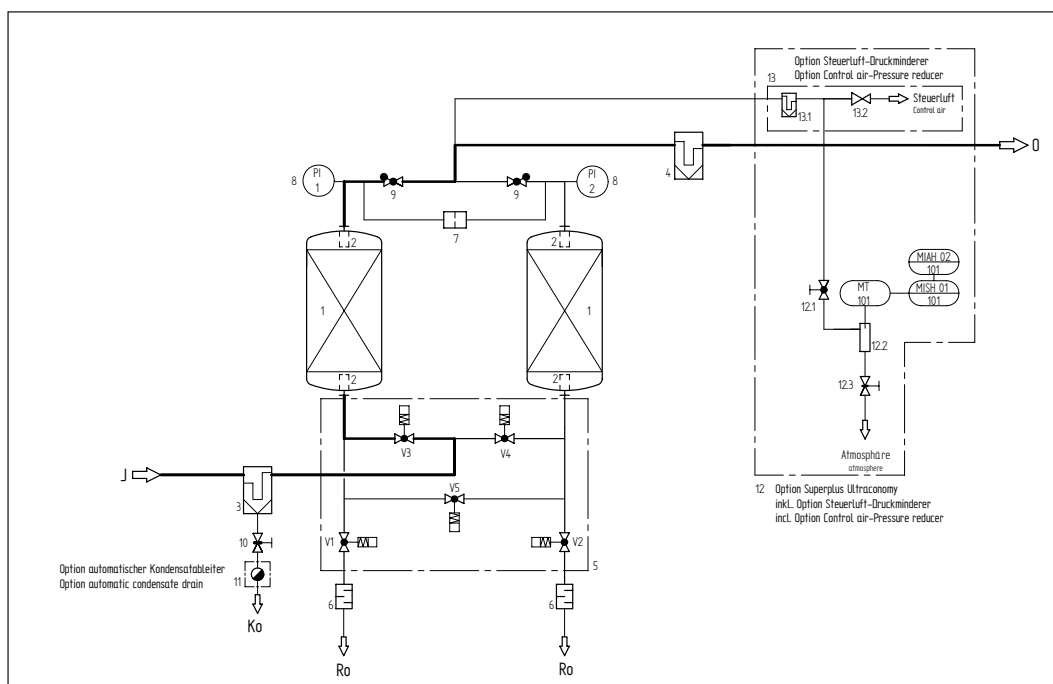 Option Steuerluft-Druckminderer
Option Control air-Pressure reducer
13
Steuerluft
Control air
13.1
13.2
O
4
8
PI
1
9
9
PI
2
8
7
2
2
1
1
2
2
MIAH 02
101
MT
101
MISH 01
101
12.1
12.2
12.3
Atmosphäre
atmosphere
12 Option Superplus Ultraconomy
inkl. Option Steuerluft-Druckminderer
incl. Option Control air-Pressure reducer
V3
V4
J
3
V5
V1
V2
5
10
Option automatischer Kondensatableiter
Option automatic condensate drain
11
6
6
Ko
Ro
Ro